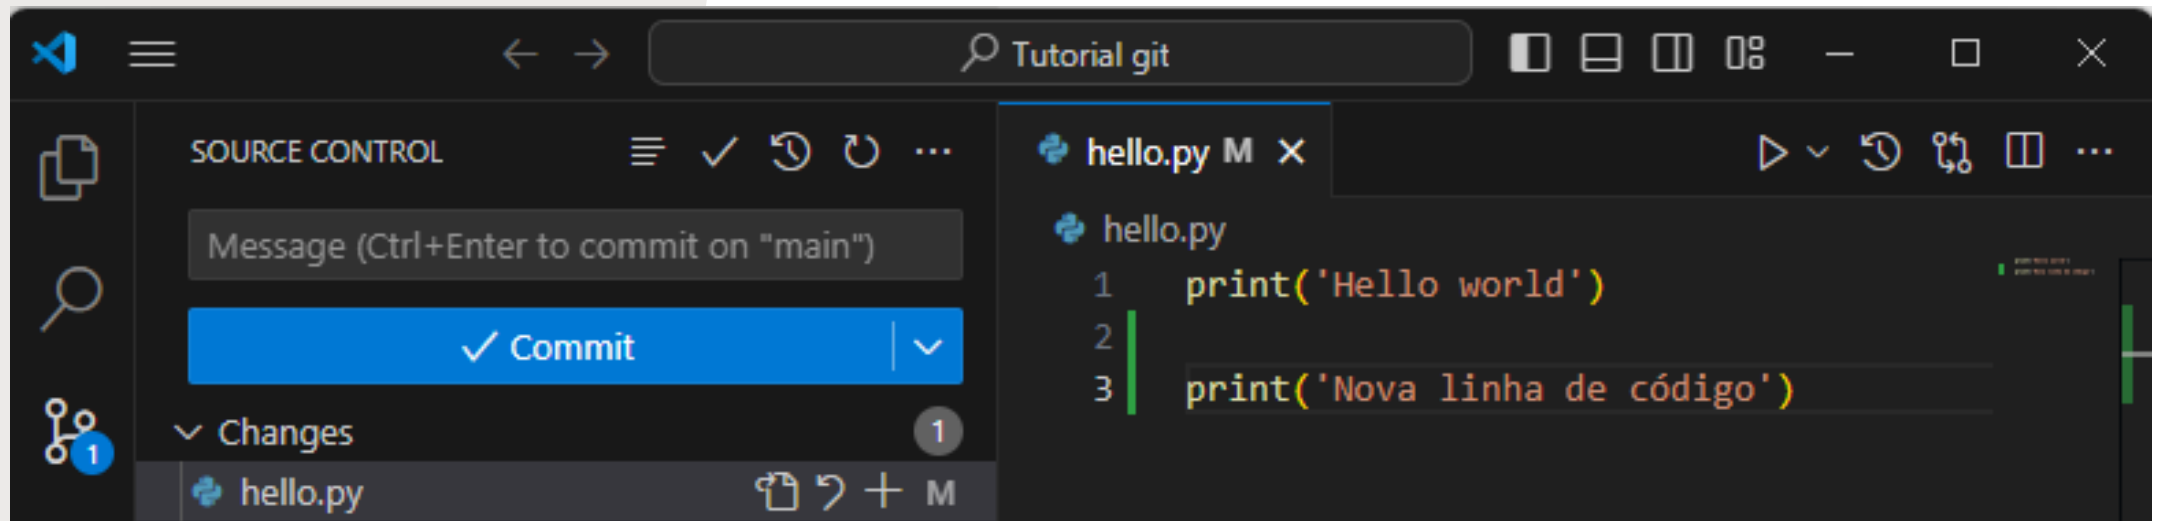 Tutorial git
SOURCE CONTROL
Message (Ctrl+Enter to commit on "main")
Commit
Changes 1
hello.py M
1
hello.py M
hello.py
1 print('Hello world')
2
3 print('Nova linha de código')